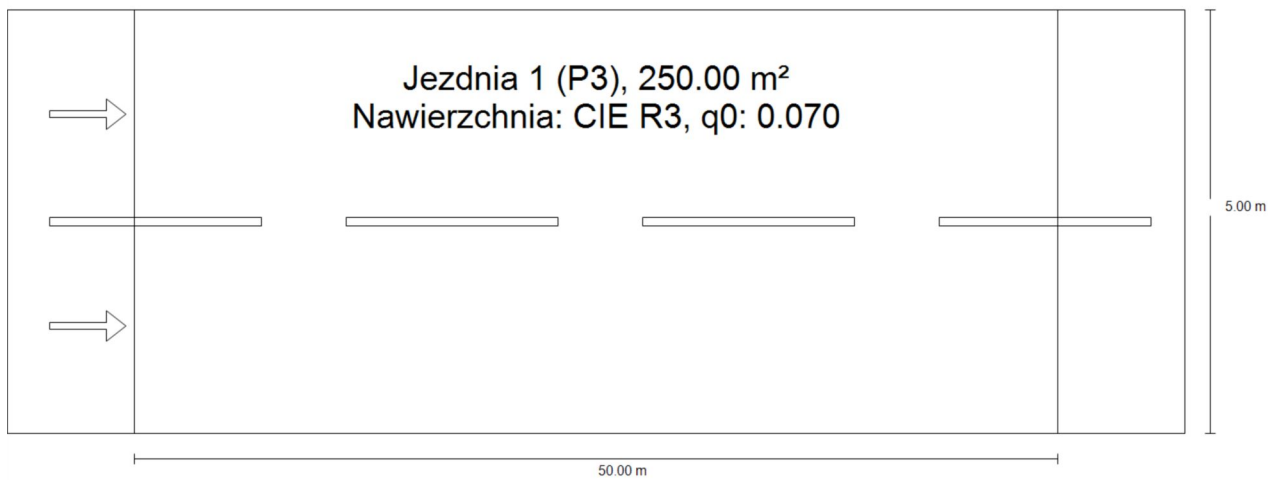 Jezdnia 1 (P3), 250.00 m²
Nawierzchnia: CIE R3, q0: 0.070
5.00 m
50.00 m